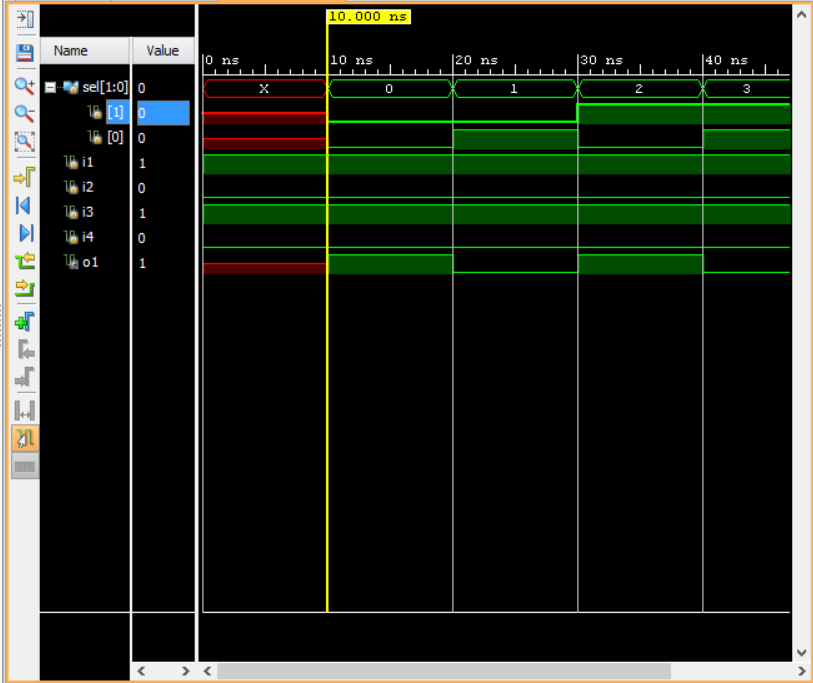 10.000 ns
Name Value
0 ns 10 ns 20 ns 30 ns 40 ns
sel[1:0] 0 X 0 1 2 3
[1] 0
[0] 0
i1 1
i2 0
i3 1
i4 0
o1 1